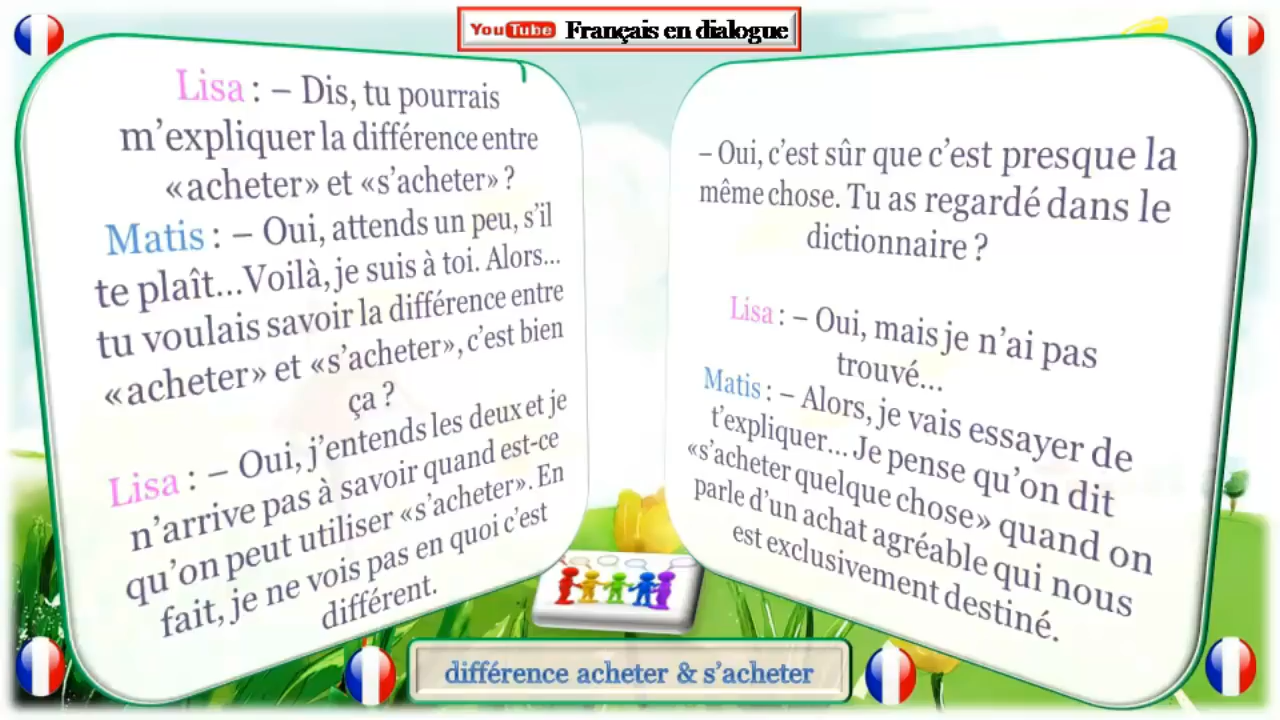 YouTube Français en dialogue
Lisa : – Dis, tu pourrais
m’expliquer la différence entre
«acheter» et «s’acheter» ?
Matis : – Oui, attends un peu, s’il
te plaît…Voilà, je suis à toi. Alors…
tu voulais savoir la différence entre
«acheter» et «s’acheter», c’est bien
ça ?
Lisa : – Oui, j’entends les deux et je
n’arrive pas à savoir quand est-ce
qu’on peut utiliser «s’acheter». En
fait, je ne vois pas en quoi c’est
différent.
– Oui, c’est sûr que c’est presque la
même chose. Tu as regardé dans le
dictionnaire ?
Lisa : – Oui, mais je n’ai pas
trouvé…
Matis : – Alors, je vais essayer de
t’expliquer… Je pense qu’on dit
«s’acheter quelque chose» quand on
parle d’un achat agréable qui nous
est exclusivement destiné.
différence acheter & s’acheter